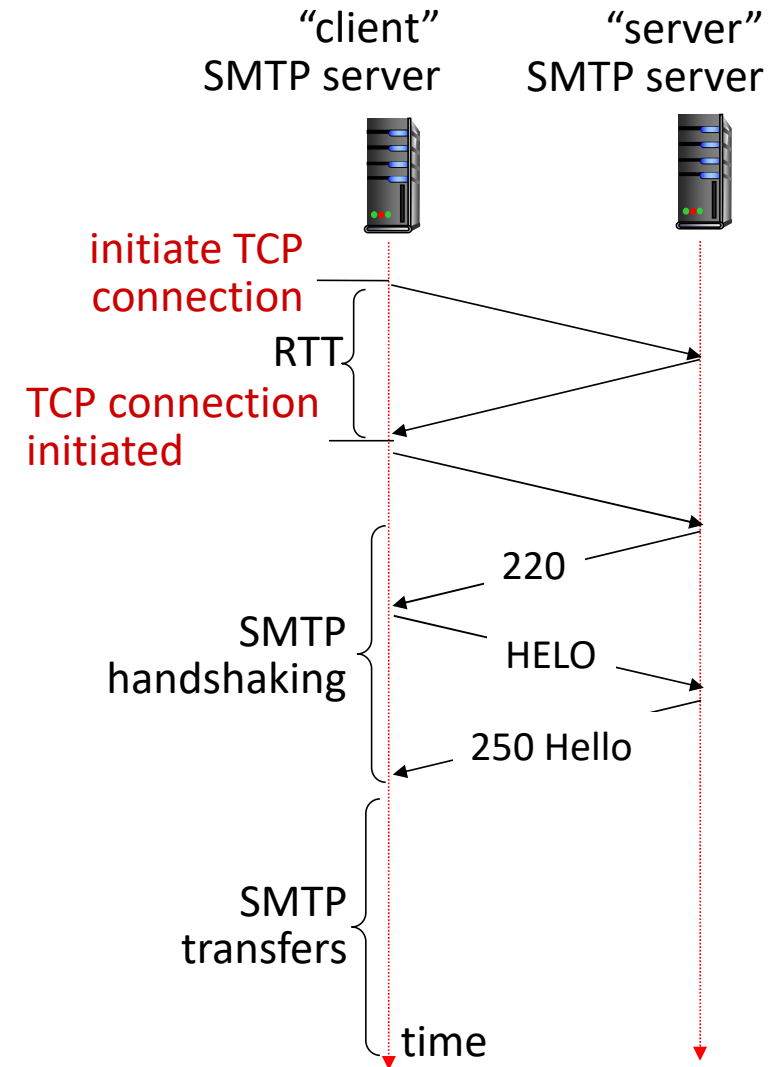 “client”
SMTP server
“server”
SMTP server
initiate TCP
connection
RTT
TCP connection
initiated
220
SMTP
handshaking
HELO
250 Hello
SMTP
transfers
time